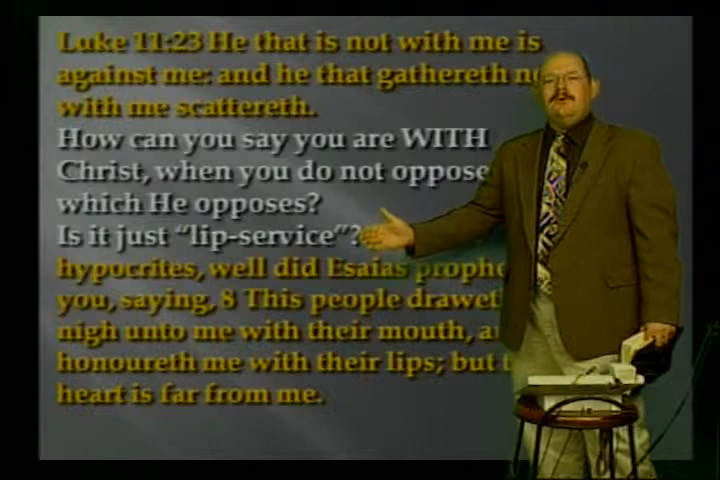 Luke 11:23 He that is not with me is
against me: and he that gathereth
with me scattereth.
How can you say you are WITH
Christ, when you do not oppose
which He opposes?
Is it just “lip-service”?
hypocrites, well did Esaias prophe
you, saying, 8 This people drawet
nigh unto me with their mouth, a
honoureth me with their lips; but
heart is far from me.